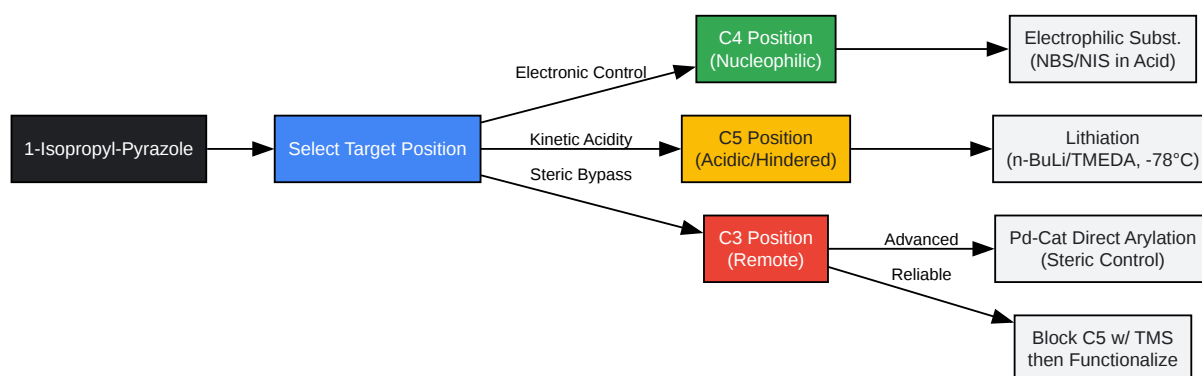 C4 Position
(Nucleophilic)
Electrophilic Subst.
(NBS/NIS in Acid)
Electronic Control
1-Isopropyl-Pyrazole
Select Target Position
Kinetic Acidity
C5 Position
(Acidic/Hindered)
Lithiation
(n-BuLi/TMEDA, -78°C)
Steric Bypass
C3 Position
(Remote)
Advanced
Pd-Cat Direct Arylation
(Steric Control)
Reliable
Block C5 w/ TMS
then Functionalize